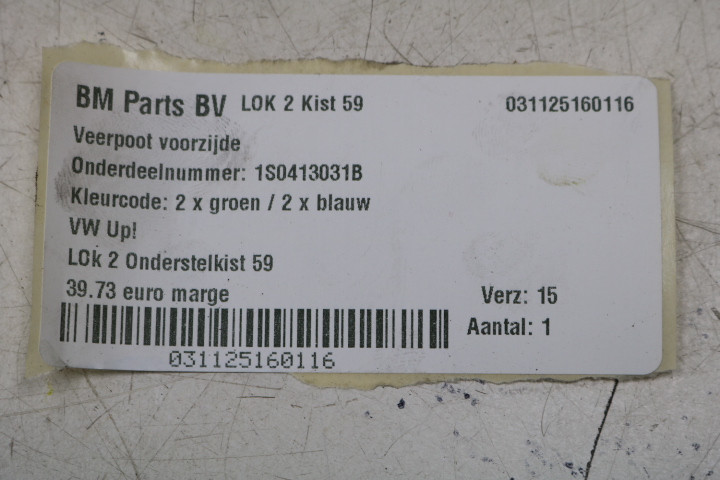 BM Parts BV LOK 2 Kist 59 031125160116
Veerpoot voorzijde
Onderdeelnummer: 1S0413031B
Kleurcode: 2 x groen / 2 x blauw
VW Up!
LOk 2 Onderstelkist 59
39.73 euro marge Verz: 15
Aantal: 1
031125160116